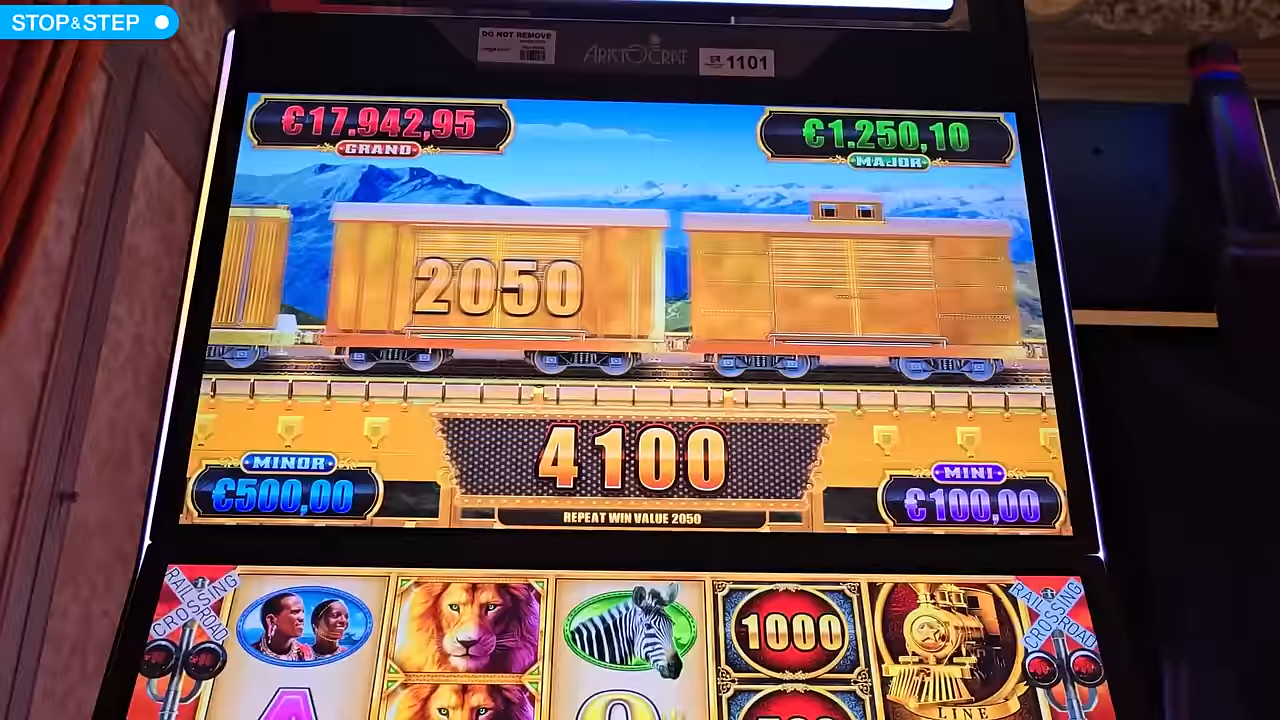 STOP&STEP
DO NOT REMOVE
ARISTOCRAT
1101
€17.942,95
GRAND
€1.250,10
MAJOR
2050
4100
MINOR
€500,00
MINI
€100,00
REPEAT WIN VALUE 2050
RAILROAD CROSSING
RAILROAD CROSSING
1000
A
LINE